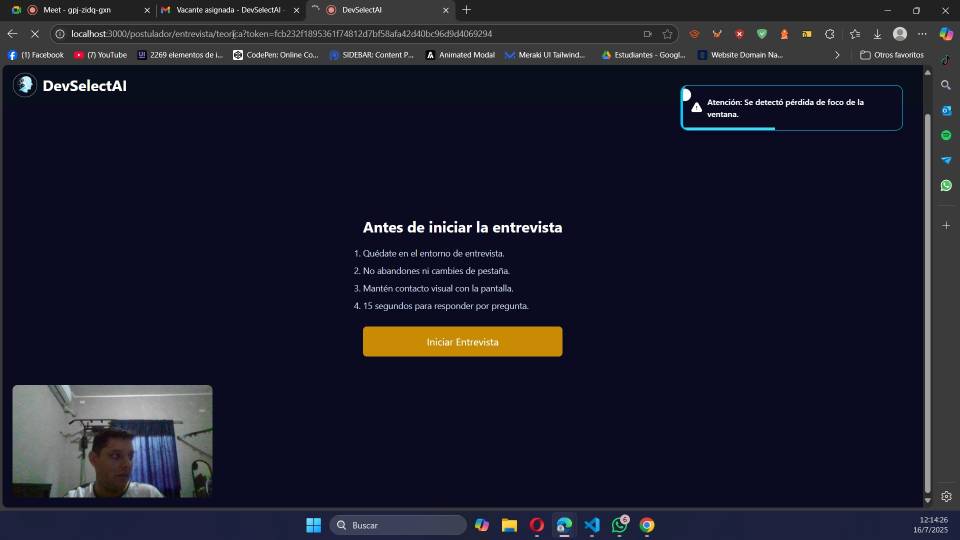 Meet - gpj-zidq-gxn
Vacante asignada - DevSelectAI -
DevSelectAI
localhost:3000/postulador/entrevista/teorica?token=fcb232f1895361f74812d7bf58afa42d40bc96d9d4069294
(1) Facebook
(7) YouTube
2269 elementos de i...
CodePen: Online Co...
SIDEBAR: Content P...
Animated Modal
Meraki UI Tailwind...
Estudiantes - Googl...
Website Domain Na...
Otros favoritos
DevSelectAI
Atención: Se detectó pérdida de foco de la
ventana.
Antes de iniciar la entrevista
1. Quédate en el entorno de entrevista.
2. No abandones ni cambies de pestaña.
3. Mantén contacto visual con la pantalla.
4. 15 segundos para responder por pregunta.
Iniciar Entrevista
Buscar
6
12:14:26
16/7/2025